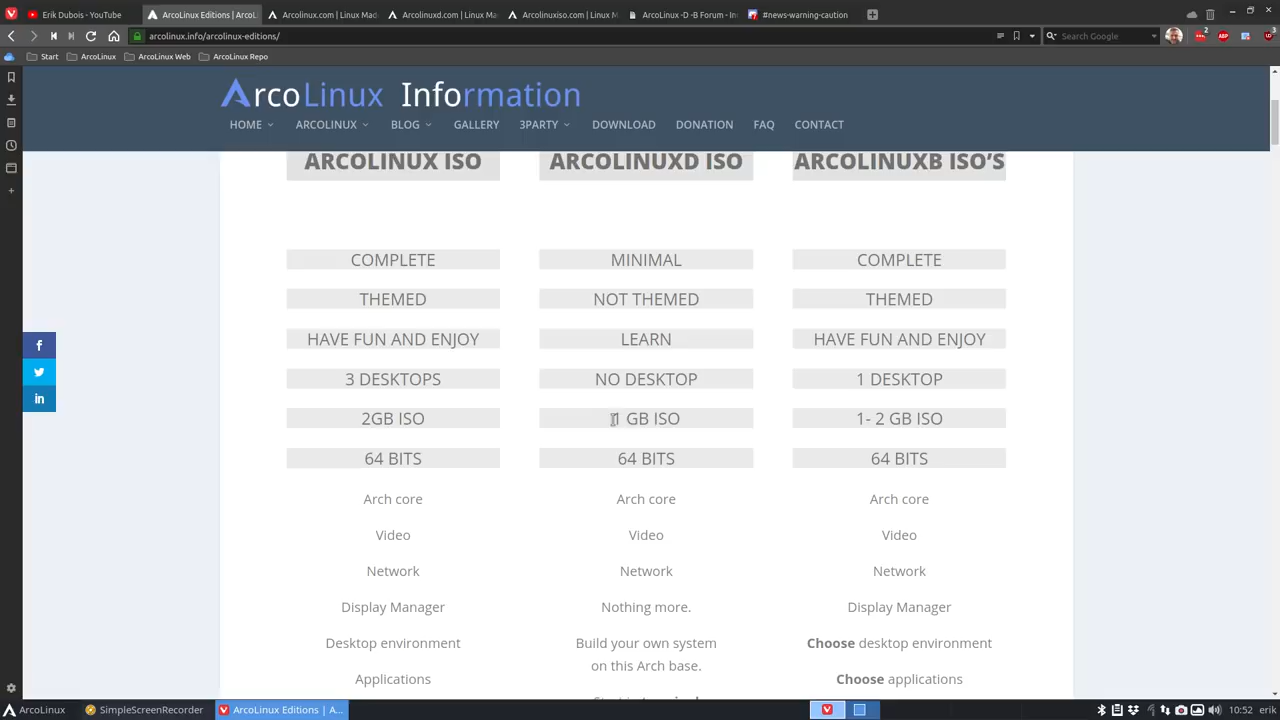 Erik Dubois - YouTube
ArcoLinux Editions | ArcoL
Arcolinux.com | Linux Mad
Arcolinuxd.com | Linux Ma
Arcolinuxiso.com | Linux M
ArcoLinux -D -B Forum - In
#news-warning-caution
arcolinux.info/arcolinux-editions/
Search Google
Start
ArcoLinux
ArcoLinux Web
ArcoLinux Repo
ArcoLinux Information
HOME
ARCOLINUX
BLOG
GALLERY
3PARTY
DOWNLOAD
DONATION
FAQ
CONTACT
ARCOLINUX ISO
ARCOLINUXD ISO
ARCOLINUXB ISO'S
COMPLETE
MINIMAL
COMPLETE
THEMED
NOT THEMED
THEMED
HAVE FUN AND ENJOY
LEARN
HAVE FUN AND ENJOY
3 DESKTOPS
NO DESKTOP
1 DESKTOP
2GB ISO
1 GB ISO
1- 2 GB ISO
64 BITS
64 BITS
64 BITS
Arch core
Arch core
Arch core
Video
Video
Video
Network
Network
Network
Display Manager
Nothing more.
Display Manager
Desktop environment
Build your own system
on this Arch base.
Choose desktop environment
Applications
Choose applications
ArcoLinux
SimpleScreenRecorder
ArcoLinux Editions | A...
10:52
erik